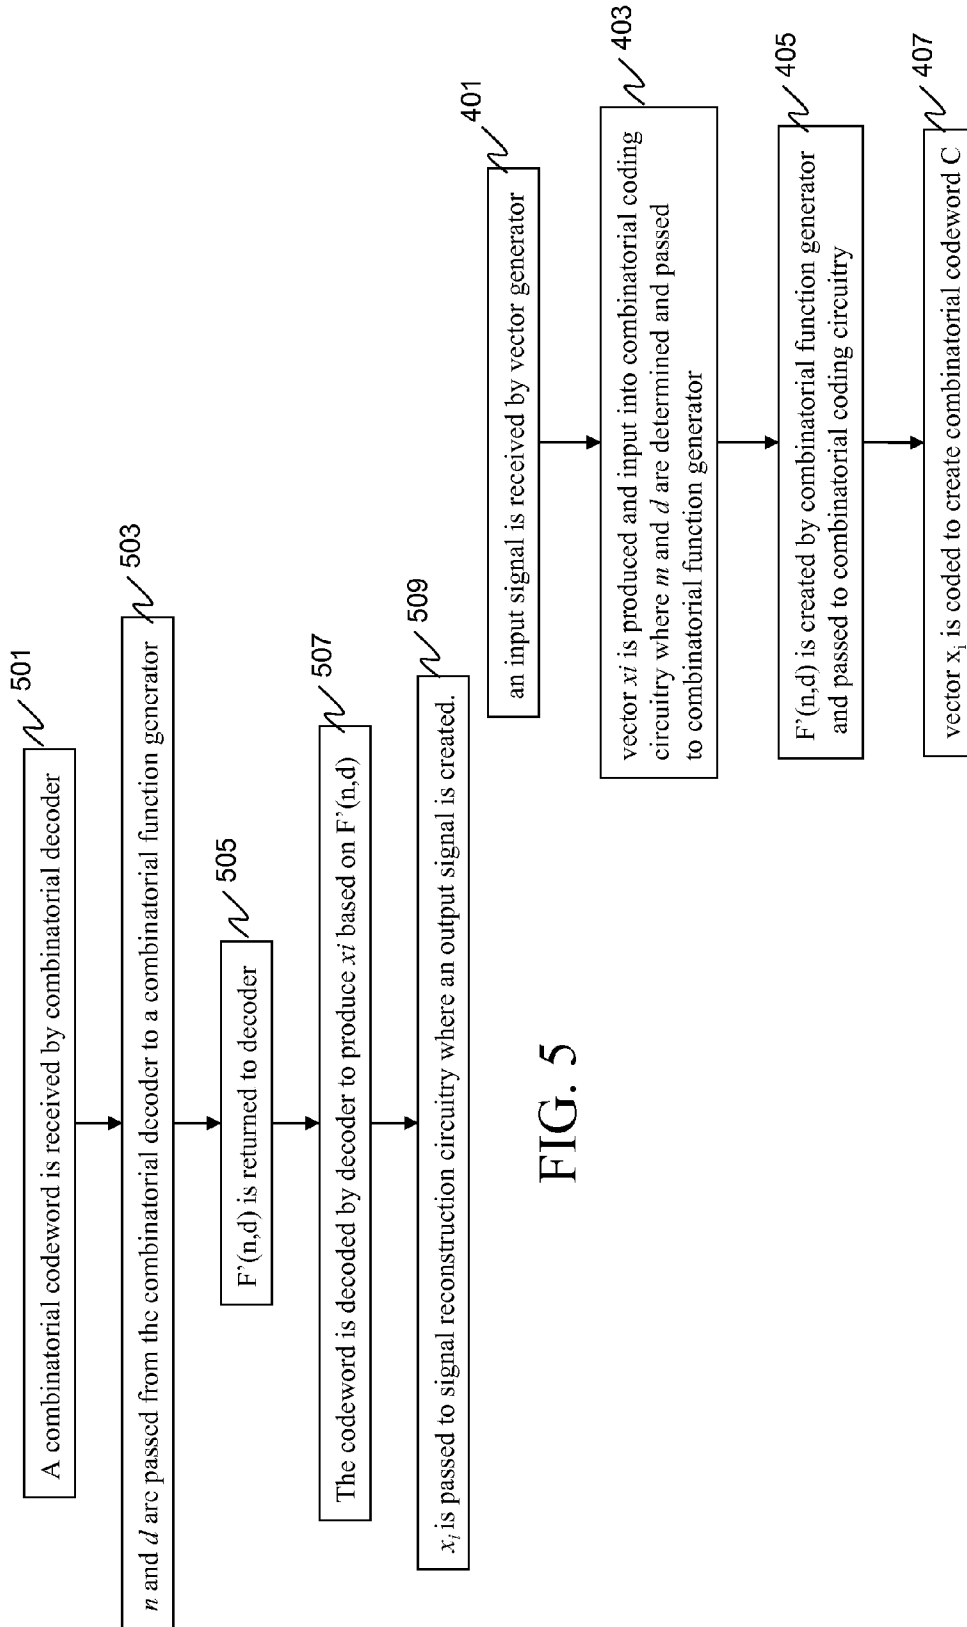 501
A combinatorial codeword is received by combinatorial decoder
503
n and d are passed from the combinatorial decoder to a combinatorial function generator
505
F'(n,d) is returned to decoder
507
The codeword is decoded by decoder to produce xi based on F'(n,d)
509
xᵢ is passed to signal reconstruction circuitry where an output signal is created.
FIG. 5
401
an input signal is received by vector generator
403
vector xi is produced and input into combinatorial coding
circuitry where m and d are determined and passed
to combinatorial function generator
405
F'(n,d) is created by combinatorial function generator
and passed to combinatorial coding circuitry
407
vector xᵢ is coded to create combinatorial codeword C